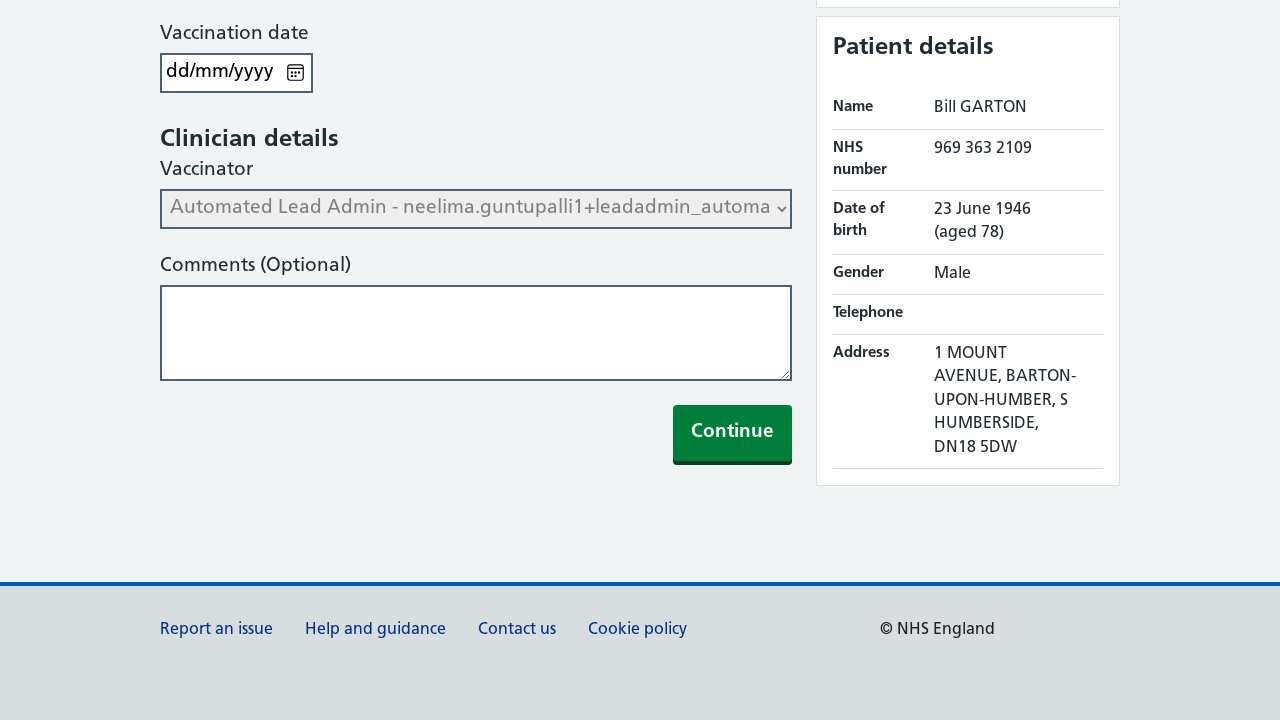 Vaccination date
dd/mm/yyyy
Clinician details
Vaccinator
Automated Lead Admin - neelima.guntupalli1+leadadmin_automa
Comments (Optional)
Continue
Patient details
Name Bill GARTON
NHS number 969 363 2109
Date of birth 23 June 1946 (aged 78)
Gender Male
Telephone
Address 1 MOUNT
AVENUE, BARTON-
UPON-HUMBER, S
HUMBERSIDE,
DN18 5DW
Report an issue Help and guidance Contact us Cookie policy © NHS England